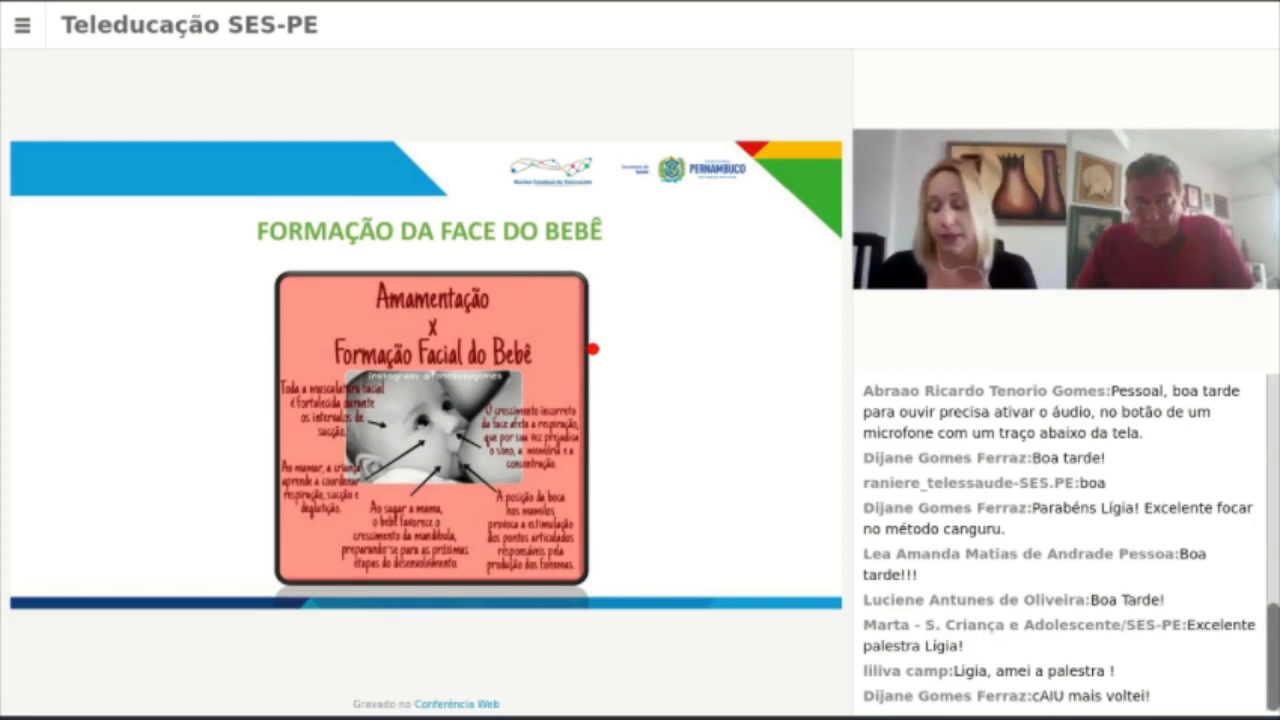 Teleducação SES-PE
Núcleo Estadual de Telessaúde
Secretaria de
Saúde
PERNAMBUCO
FORMAÇÃO DA FACE DO BEBÊ
Amamentação
x
Formação Facial do Bebê
Instagram:
Toda a musculatura facial
é fortalecida durante
os intervalos de
sucção.
Ao mamar, a criança
aprende a coordenar
respiração, sucção e
deglutição.
Ao sugar a mama,
o bebê favorece o
crescimento da mandíbula,
preparando-se para as próximas
etapas do desenvolvimento.
O crescimento incorreto
da face afeta a respiração,
que por sua vez prejudica
o sono, a memória e a
concentração.
A posição da boca
nos mamilos
provoca a estimulação
dos pontos articulados
responsáveis pela
produção dos fonemas.
Gravado no Conferência Web
Abraao Ricardo Tenorio Gomes:Pessoal, boa tarde
para ouvir precisa ativar o áudio, no botão de um
microfone com um traço abaixo da tela.
Dijane Gomes Ferraz:Boa tarde!
raniere_telessaude-SES.PE:boa
Dijane Gomes Ferraz:Parabéns Lígia! Excelente focar
no método canguru.
Lea Amanda Matias de Andrade Pessoa:Boa
tarde!!!
Luciene Antunes de Oliveira:Boa Tarde!
Marta - S. Criança e Adolescente/SES-PE:Excelente
palestra Lígia!
liliva camp:Ligia, amei a palestra !
Dijane Gomes Ferraz:cAIU mais voltei!